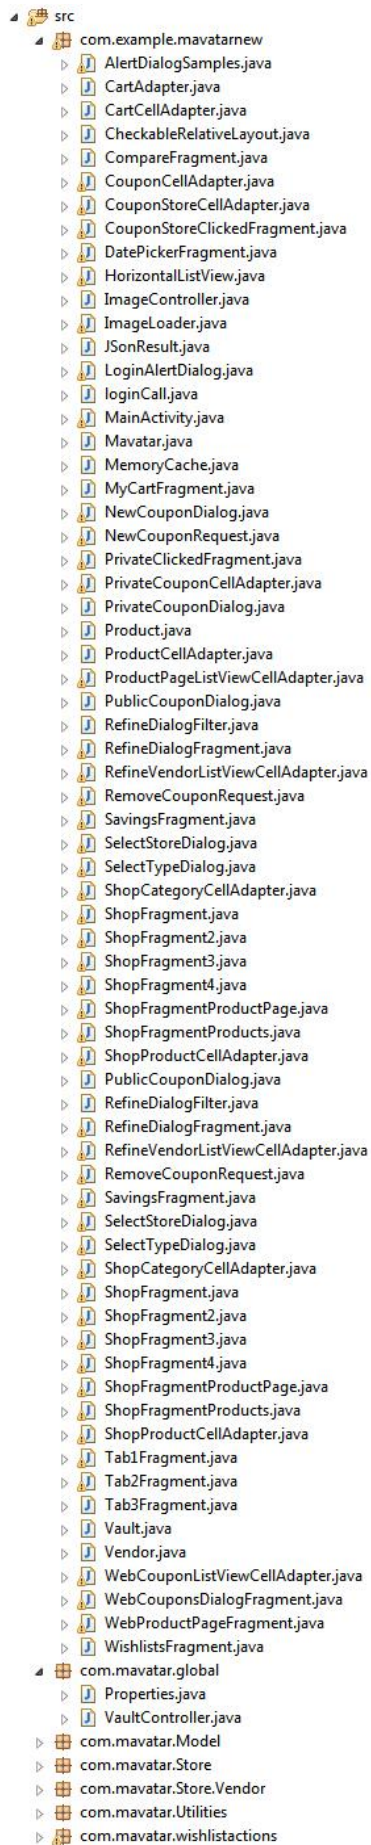 src
com.example.mavatarnew
AlertDialogSamples.java
CartAdapter.java
CartCellAdapter.java
CheckableRelativeLayout.java
CompareFragment.java
CouponCellAdapter.java
CouponStoreCellAdapter.java
CouponStoreClickedFragment.java
DatePickerFragment.java
HorizontalListView.java
ImageController.java
ImageLoader.java
JSonResult.java
LoginAlertDialog.java
loginCall.java
MainActivity.java
Mavatar.java
MemoryCache.java
MyCartFragment.java
NewCouponDialog.java
NewCouponRequest.java
PrivateClickedFragment.java
PrivateCouponCellAdapter.java
PrivateCouponDialog.java
Product.java
ProductCellAdapter.java
ProductPageListViewCellAdapter.java
PublicCouponDialog.java
RefineDialogFilter.java
RefineDialogFragment.java
RefineVendorListViewCellAdapter.java
RemoveCouponRequest.java
SavingsFragment.java
SelectStoreDialog.java
SelectTypeDialog.java
ShopCategoryCellAdapter.java
ShopFragment.java
ShopFragment2.java
ShopFragment3.java
ShopFragment4.java
ShopFragmentProductPage.java
ShopFragmentProducts.java
ShopProductCellAdapter.java
PublicCouponDialog.java
RefineDialogFilter.java
RefineDialogFragment.java
RefineVendorListViewCellAdapter.java
RemoveCouponRequest.java
SavingsFragment.java
SelectStoreDialog.java
SelectTypeDialog.java
ShopCategoryCellAdapter.java
ShopFragment.java
ShopFragment2.java
ShopFragment3.java
ShopFragment4.java
ShopFragmentProductPage.java
ShopFragmentProducts.java
ShopProductCellAdapter.java
Tab1Fragment.java
Tab2Fragment.java
Tab3Fragment.java
Vault.java
Vendor.java
WebCouponListViewCellAdapter.java
WebCouponsDialogFragment.java
WebProductPageFragment.java
WishlistsFragment.java
com.mavatar.global
Properties.java
VaultController.java
com.mavatar.Model
com.mavatar.Store
com.mavatar.Store.Vendor
com.mavatar.Utilities
com.mavatar.wishlistactions